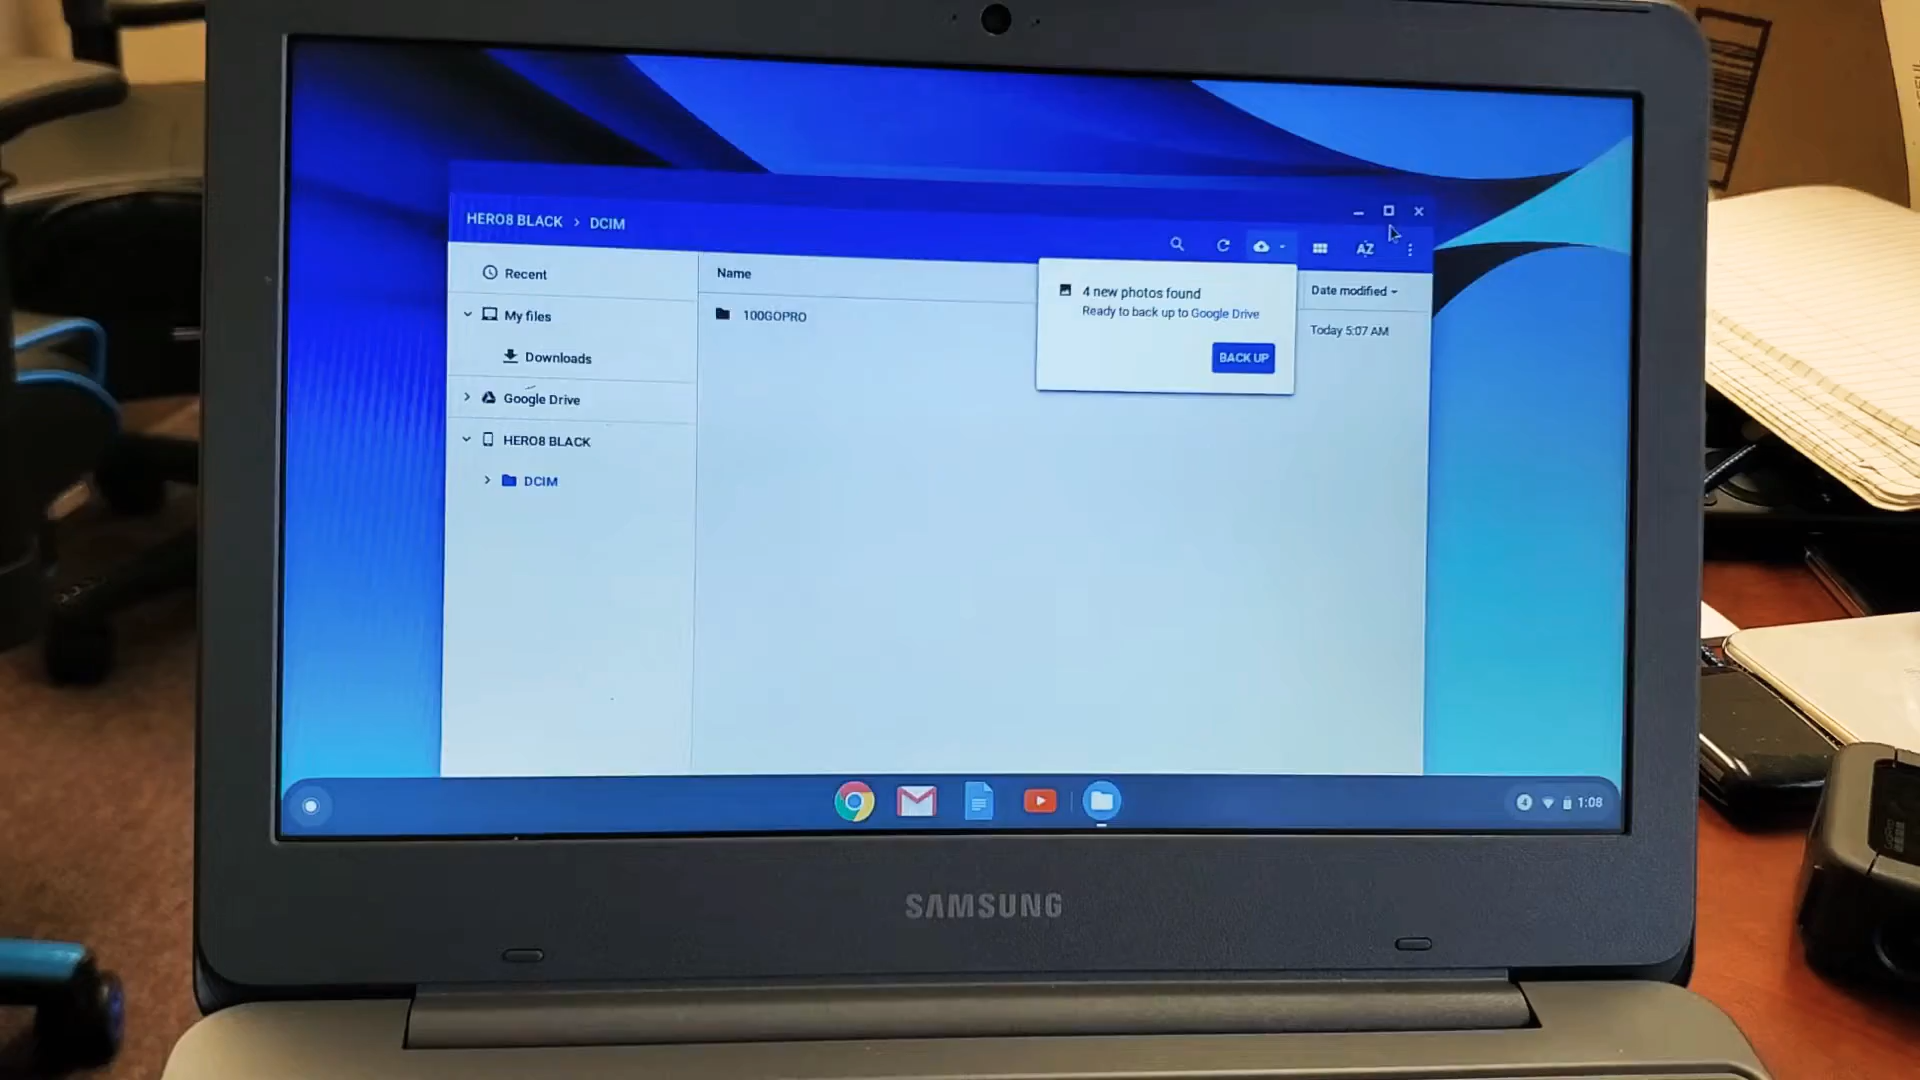 HERO8 BLACK > DCIM
Recent
My files
Downloads
Google Drive
HERO8 BLACK
DCIM
Name
100GOPRO
4 new photos found
Ready to back up to Google Drive
BACK UP
AZ
Date modified
Today 5:07 AM
4
1:08
SAMSUNG